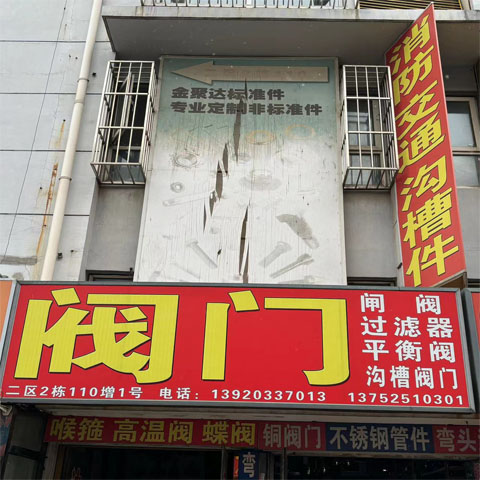 金聚达标准件
专业定制非标准件
消防交通沟槽件
阀门
闸阀
过滤器
平衡阀
沟槽阀门
二区2栋110增1号 电话：13920337013 13752510301
喉箍 高温阀 蝶阀 铜阀门 不锈钢管件 弯头
弯